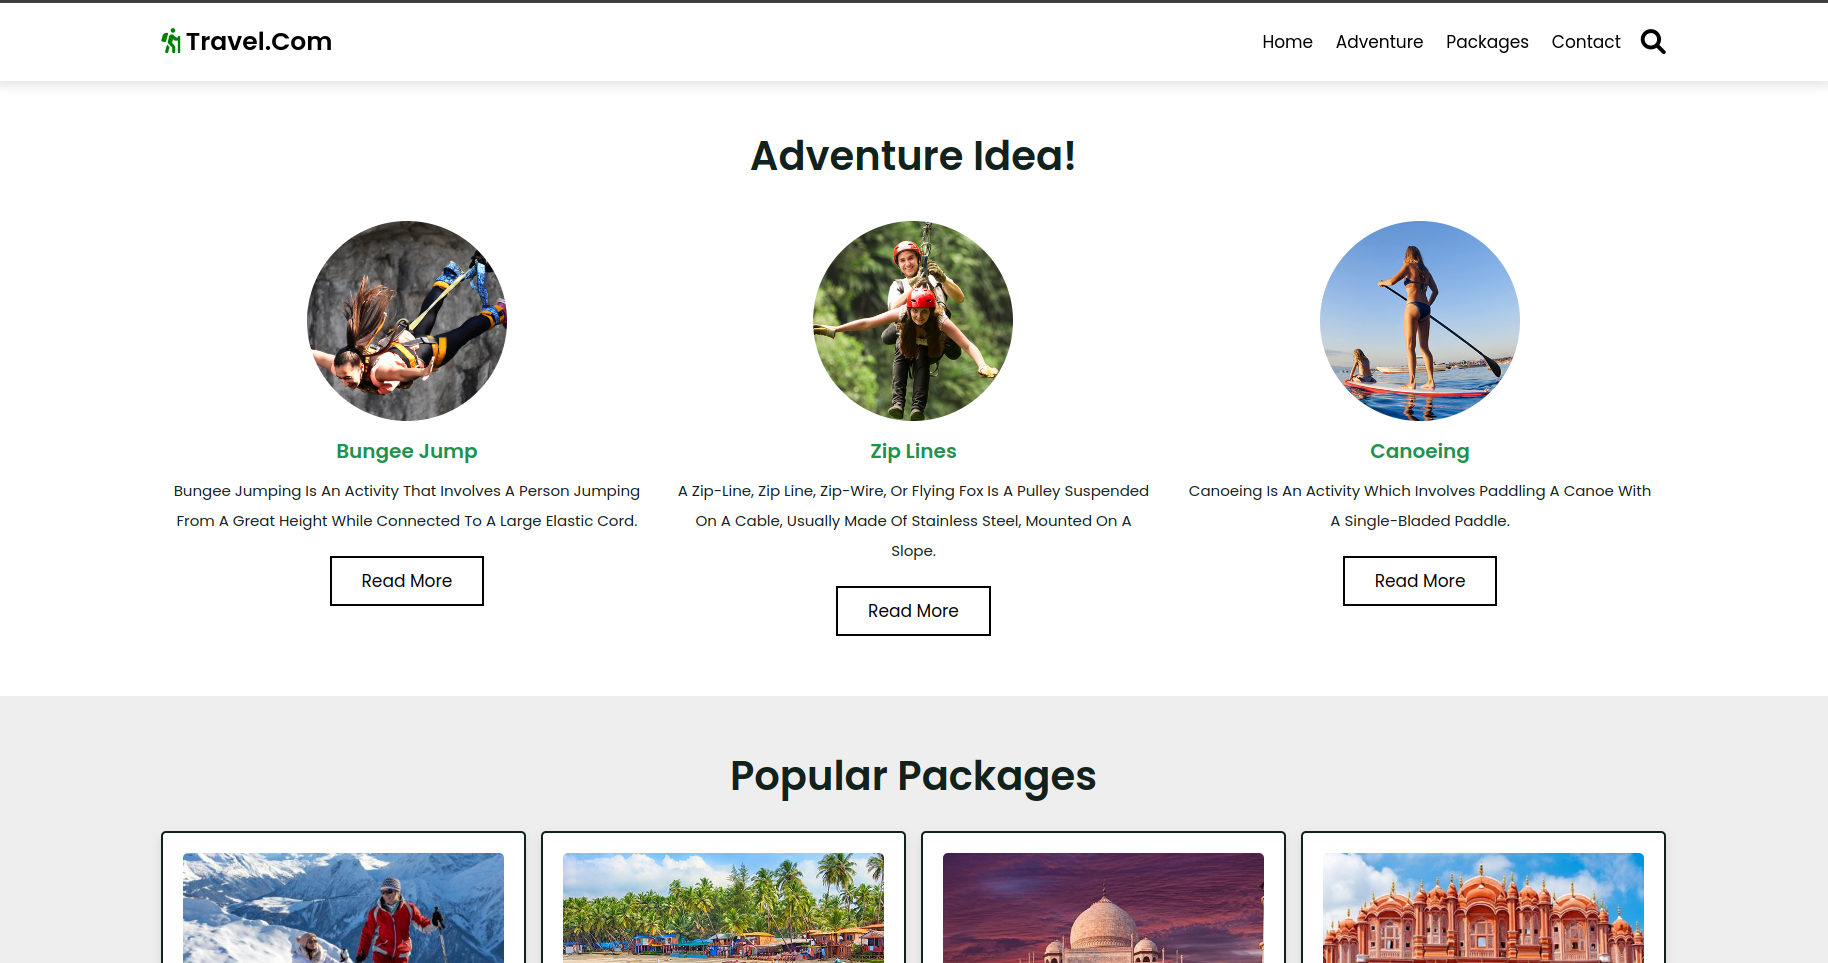 Travel.Com
Home Adventure Packages Contact
Adventure Idea!
Bungee Jump
Bungee Jumping Is An Activity That Involves A Person Jumping
From A Great Height While Connected To A Large Elastic Cord.
Read More
Zip Lines
A Zip-Line, Zip Line, Zip-Wire, Or Flying Fox Is A Pulley Suspended
On A Cable, Usually Made Of Stainless Steel, Mounted On A
Slope.
Read More
Canoeing
Canoeing Is An Activity Which Involves Paddling A Canoe With
A Single-Bladed Paddle.
Read More
Popular Packages